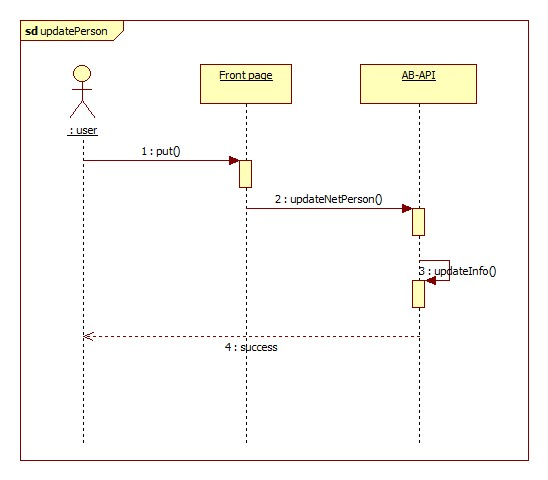 sd updatePerson
Front page
AB-API
: user
1 : put()
2 : updateNetPerson()
3 : updateInfo()
4 : success